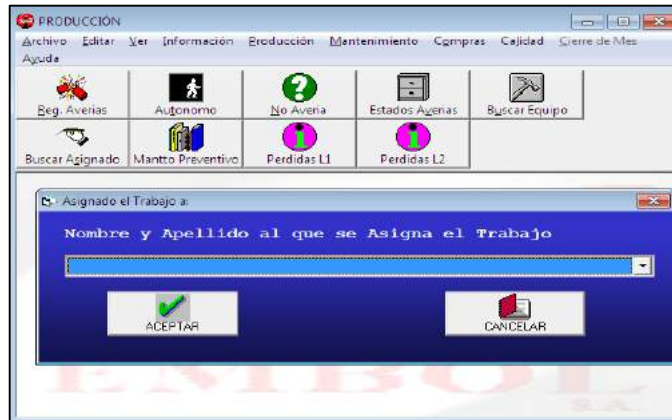 PRODUCCIÓN
Archivo Editar Ver Información Producción Mantenimiento Compras Calidad Cierre de Mes
Ayuda
Reg. Averias Autonomo No Averia Estados Averias Buscar Equipo
Buscar Asignado Mantto Preventivo Perdidas L1 Perdidas L2
Asignado el Trabajo a:
Nombre y Apellido al que se Asigna el Trabajo
ACEPTAR CANCELAR
EMBOL
S.A.